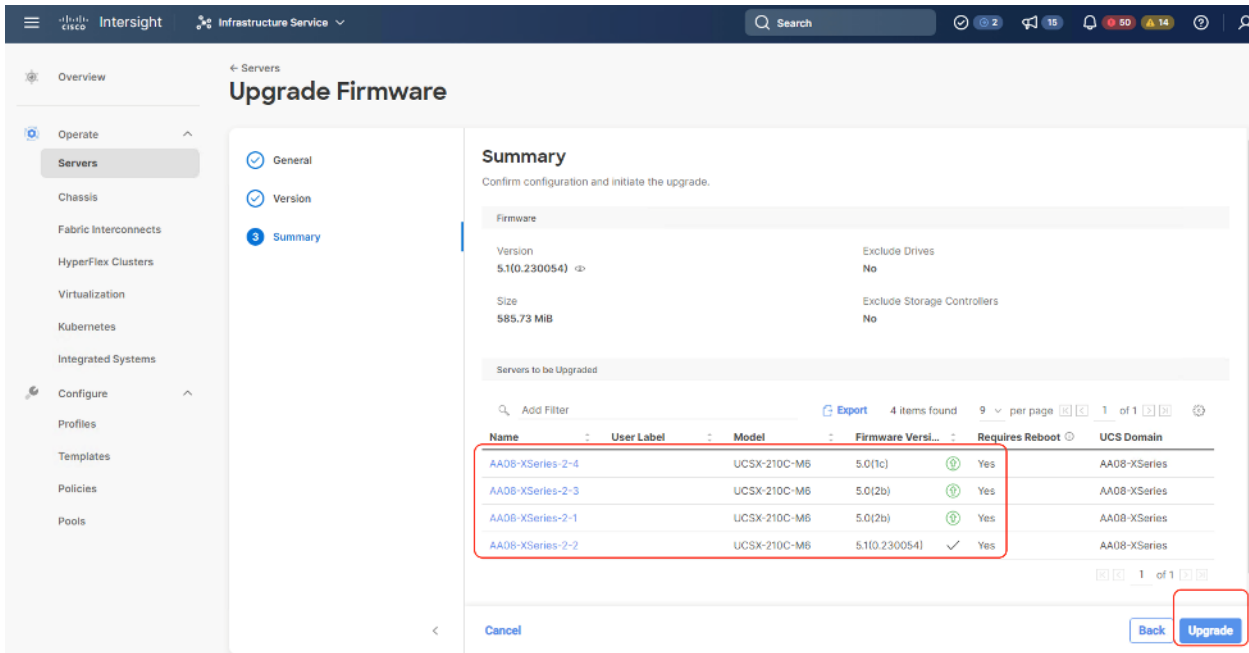 cisco Intersight Infrastructure Service Search 2 15 50 14
Overview
Operate
Servers
Chassis
Fabric Interconnects
HyperFlex Clusters
Virtualization
Kubernetes
Integrated Systems
Configure
Profiles
Templates
Policies
Pools
← Servers
Upgrade Firmware
General
Version
3 Summary
Summary
Confirm configuration and initiate the upgrade.
Firmware
Version
5.1(0.230054)
Exclude Drives
No
Size
585.73 MiB
Exclude Storage Controllers
No
Servers to be Upgraded
Add Filter Export 4 items found 9 per page 1 of 1
Name User Label Model Firmware Versi... Requires Reboot UCS Domain
AA08-XSeries-2-4 UCSX-210C-M6 5.0(1c) Yes AA08-XSeries
AA08-XSeries-2-3 UCSX-210C-M6 5.0(2b) Yes AA08-XSeries
AA08-XSeries-2-1 UCSX-210C-M6 5.0(2b) Yes AA08-XSeries
AA08-XSeries-2-2 UCSX-210C-M6 5.1(0.230054) Yes AA08-XSeries
1 of 1
Cancel Back Upgrade